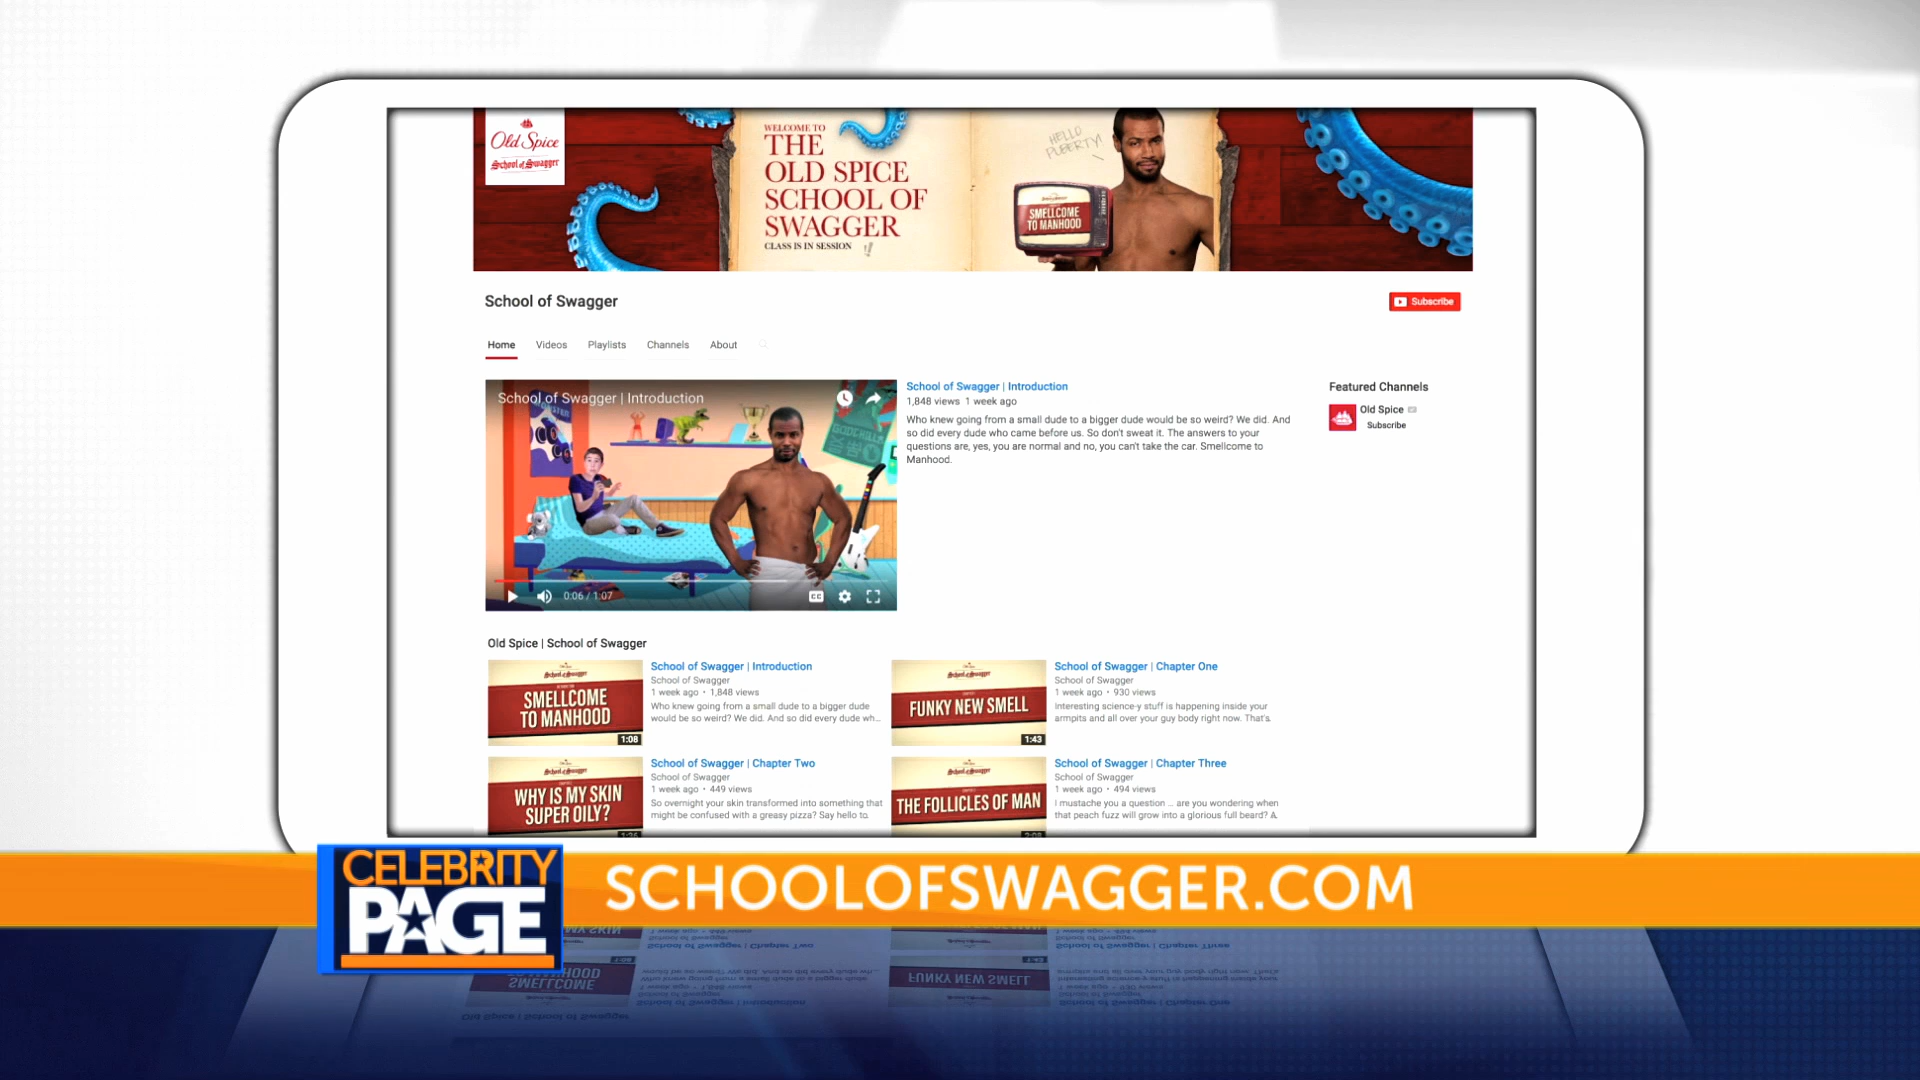 Old Spice
School of Swagger
WELCOME TO
THE
OLD SPICE
SCHOOL OF
SWAGGER
CLASS IS IN SESSION
HELLO
PUBERTY!
SMELLCOME
TO MANHOOD
School of Swagger
Subscribe
Home Videos Playlists Channels About
School of Swagger | Introduction
0:06 / 1:07
CC
School of Swagger | Introduction
1,848 views 1 week ago
Who knew going from a small dude to a bigger dude would be so weird? We did. And
so did every dude who came before us. So don't sweat it. The answers to your
questions are, yes, you are normal and no, you can't take the car. Smellcome to
Manhood.
Featured Channels
Old Spice
Subscribe
Old Spice | School of Swagger
School of Swagger
SMELLCOME
TO MANHOOD
1:08
School of Swagger | Introduction
School of Swagger
1 week ago • 1,848 views
Who knew going from a small dude to a bigger dude
would be so weird? We did. And so did every dude wh...
School of Swagger
FUNKY NEW SMELL
1:43
School of Swagger | Chapter One
School of Swagger
1 week ago • 930 views
Interesting science-y stuff is happening inside your
armpits and all over your guy body right now. That's
School of Swagger
WHY IS MY SKIN
SUPER OILY?
School of Swagger | Chapter Two
School of Swagger
1 week ago • 449 views
So overnight your skin transformed into something that
might be confused with a greasy pizza? Say hello to
School of Swagger
THE FOLLICLES OF MAN
School of Swagger | Chapter Three
School of Swagger
1 week ago • 494 views
I mustache you a question ... are you wondering when
that peach fuzz will grow into a glorious full beard? A
CELEBRITY
PAGE
SCHOOLOFSWAGGER.COM